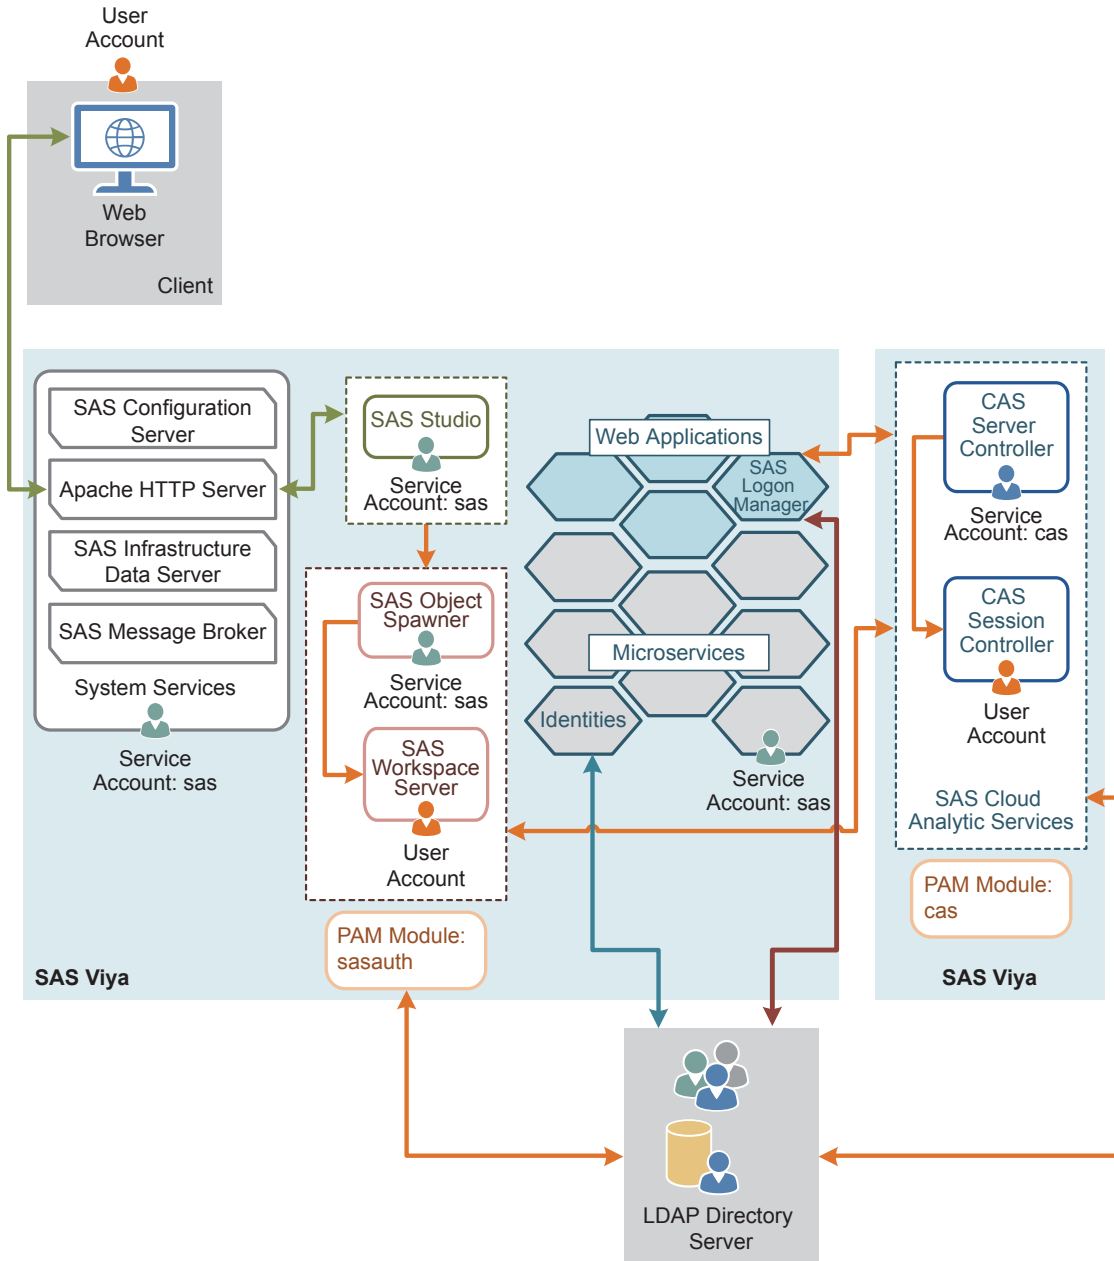 User
Account
Web
Browser
Client
SAS Configuration
Server
Apache HTTP Server
SAS Infrastructure
Data Server
SAS Message Broker
System Services
Service
Account: sas
SAS Studio
Service
Account: sas
SAS Object
Spawner
Service
Account: sas
SAS
Workspace
Server
User
Account
PAM Module:
sasauth
SAS Viya
Web Applications
SAS
Logon
Manager
Microservices
Identities
Service
Account: sas
CAS
Server
Controller
Service
Account: cas
CAS
Session
Controller
User
Account
SAS Cloud
Analytic Services
PAM Module:
cas
SAS Viya
LDAP Directory
Server